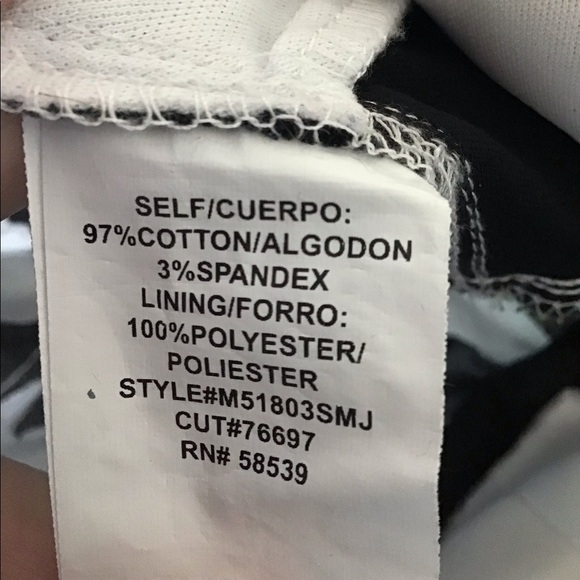 SELF/CUERPO:
97%COTTON/ALGODON
3%SPANDEX
LINING/FORRO:
100%POLYESTER/
POLIESTER
STYLE#M51803SMJ
CUT#76697
RN# 58539